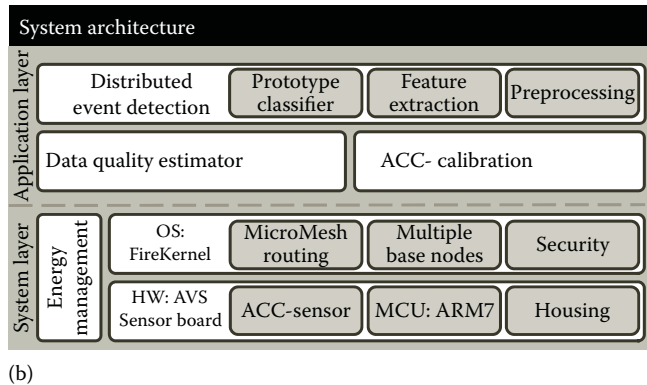 System architecture
Application layer
Distributed
event detection
Prototype
classifier
Feature
extraction
Preprocessing
Data quality estimator
ACC- calibration
System layer
Energy
management
OS:
FireKernel
MicroMesh
routing
Multiple
base nodes
Security
HW: AVS
Sensor board
ACC-sensor
MCU: ARM7
Housing
(b)